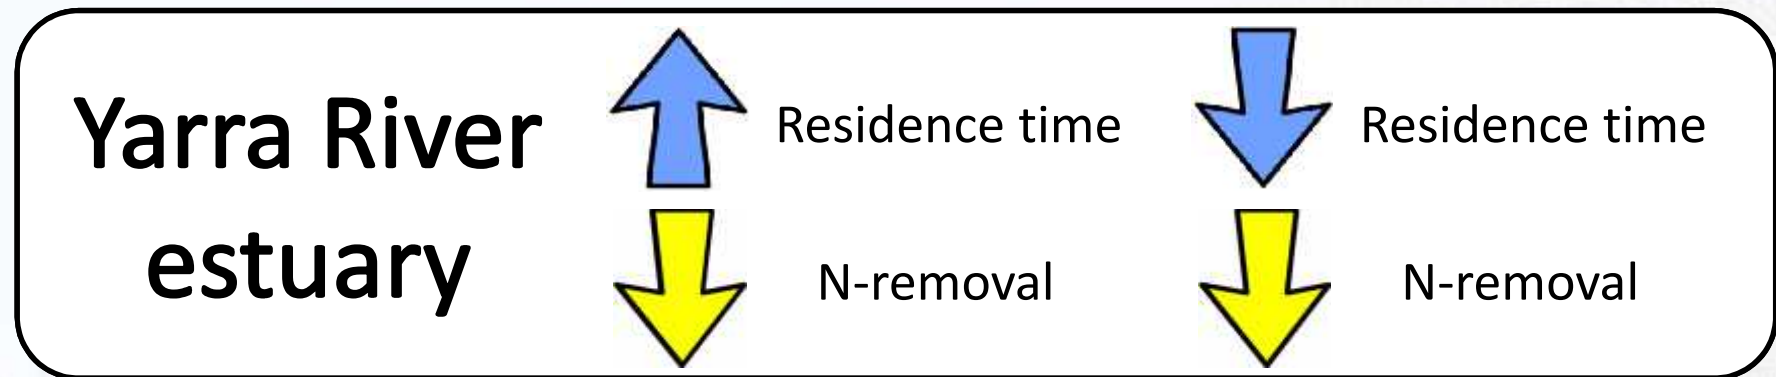 Yarra River
estuary
Residence time
N-removal
Residence time
N-removal